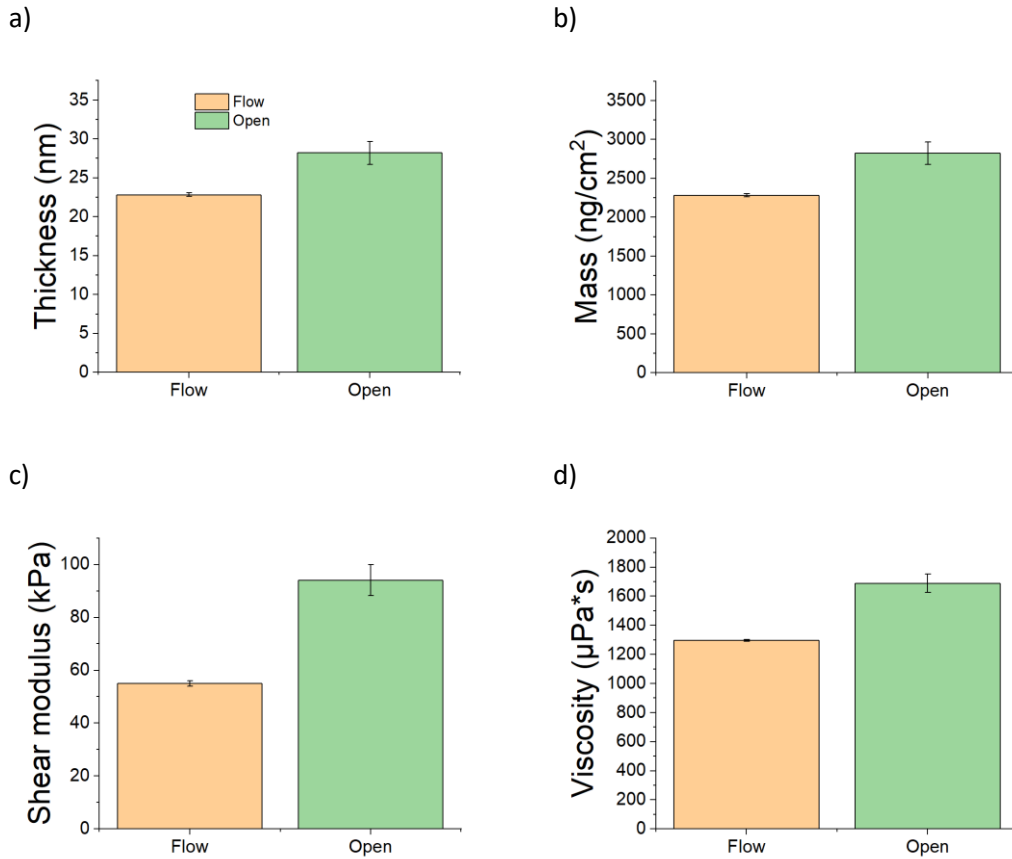 a)
Thickness (nm)
35
30
25
20
15
10
5
0
Flow
Open
Flow
Open
b)
Mass (ng/cm²)
3500
3000
2500
2000
1500
1000
500
0
Flow
Open
c)
Shear modulus (kPa)
100
80
60
40
20
0
Flow
Open
d)
Viscosity (µPa*s)
2000
1800
1600
1400
1200
1000
800
600
400
200
0
Flow
Open